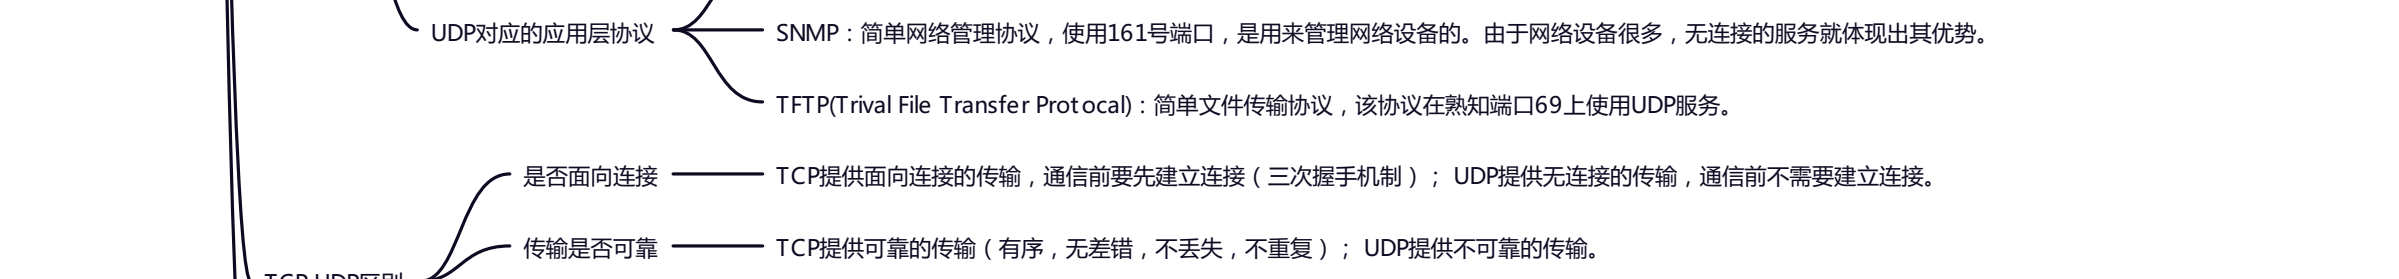 UDP对应的应用层协议
SNMP：简单网络管理协议，使用161号端口，是用来管理网络设备的。由于网络设备很多，无连接的服务就体现出其优势。
TFTP(Trival File Transfer Protocal)：简单文件传输协议，该协议在熟知端口69上使用UDP服务。
是否面向连接
TCP提供面向连接的传输，通信前要先建立连接（三次握手机制）； UDP提供无连接的传输，通信前不需要建立连接。
传输是否可靠
TCP提供可靠的传输（有序，无差错，不丢失，不重复）； UDP提供不可靠的传输。
TCP UDP区别